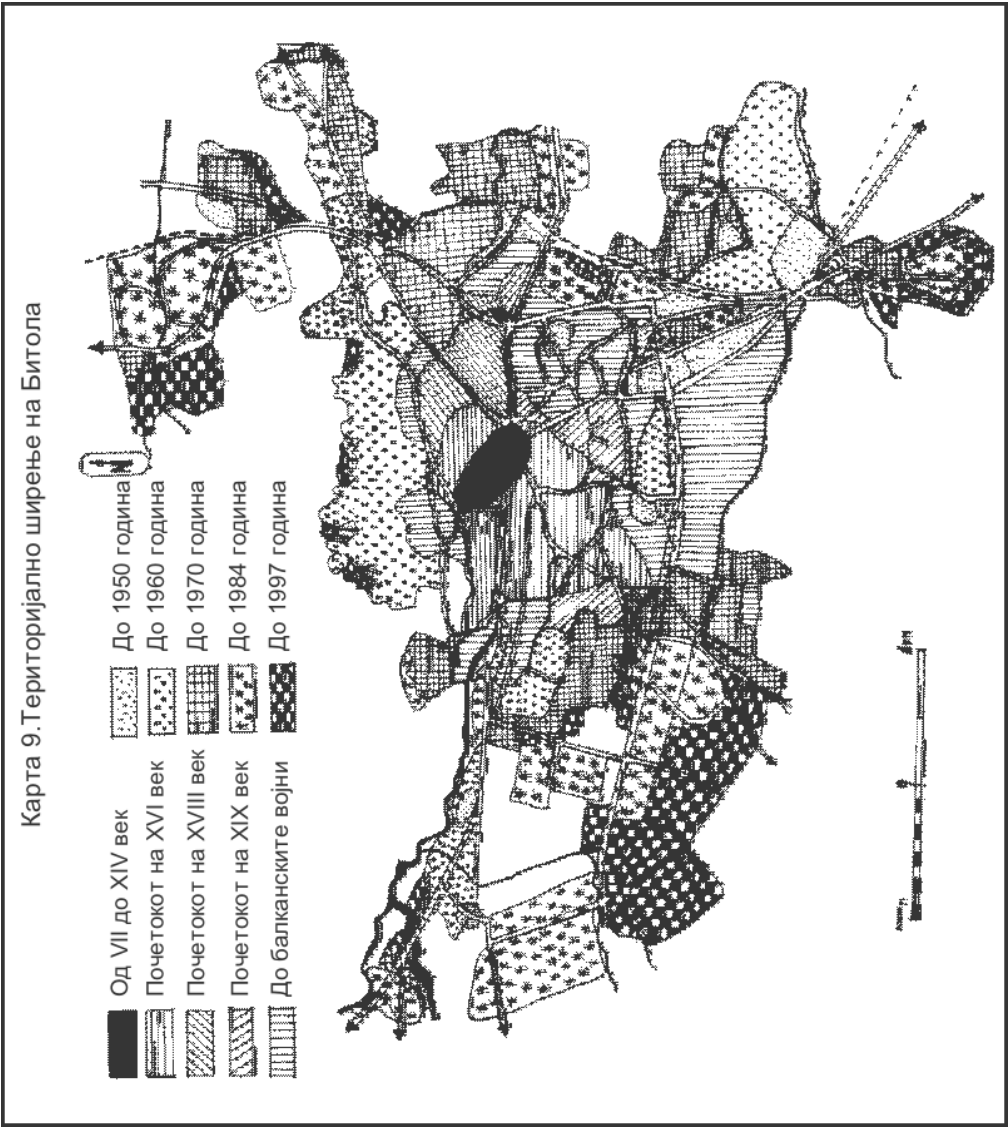 Карта 9.Територијално ширење на Битола
Од VII до XIV век
Почетокот на XVI век
Почетокот на XVIII век
Почетокот на XIX век
До балканските војни
До 1950 година
До 1960 година
До 1970 година
До 1984 година
До 1997 година
N